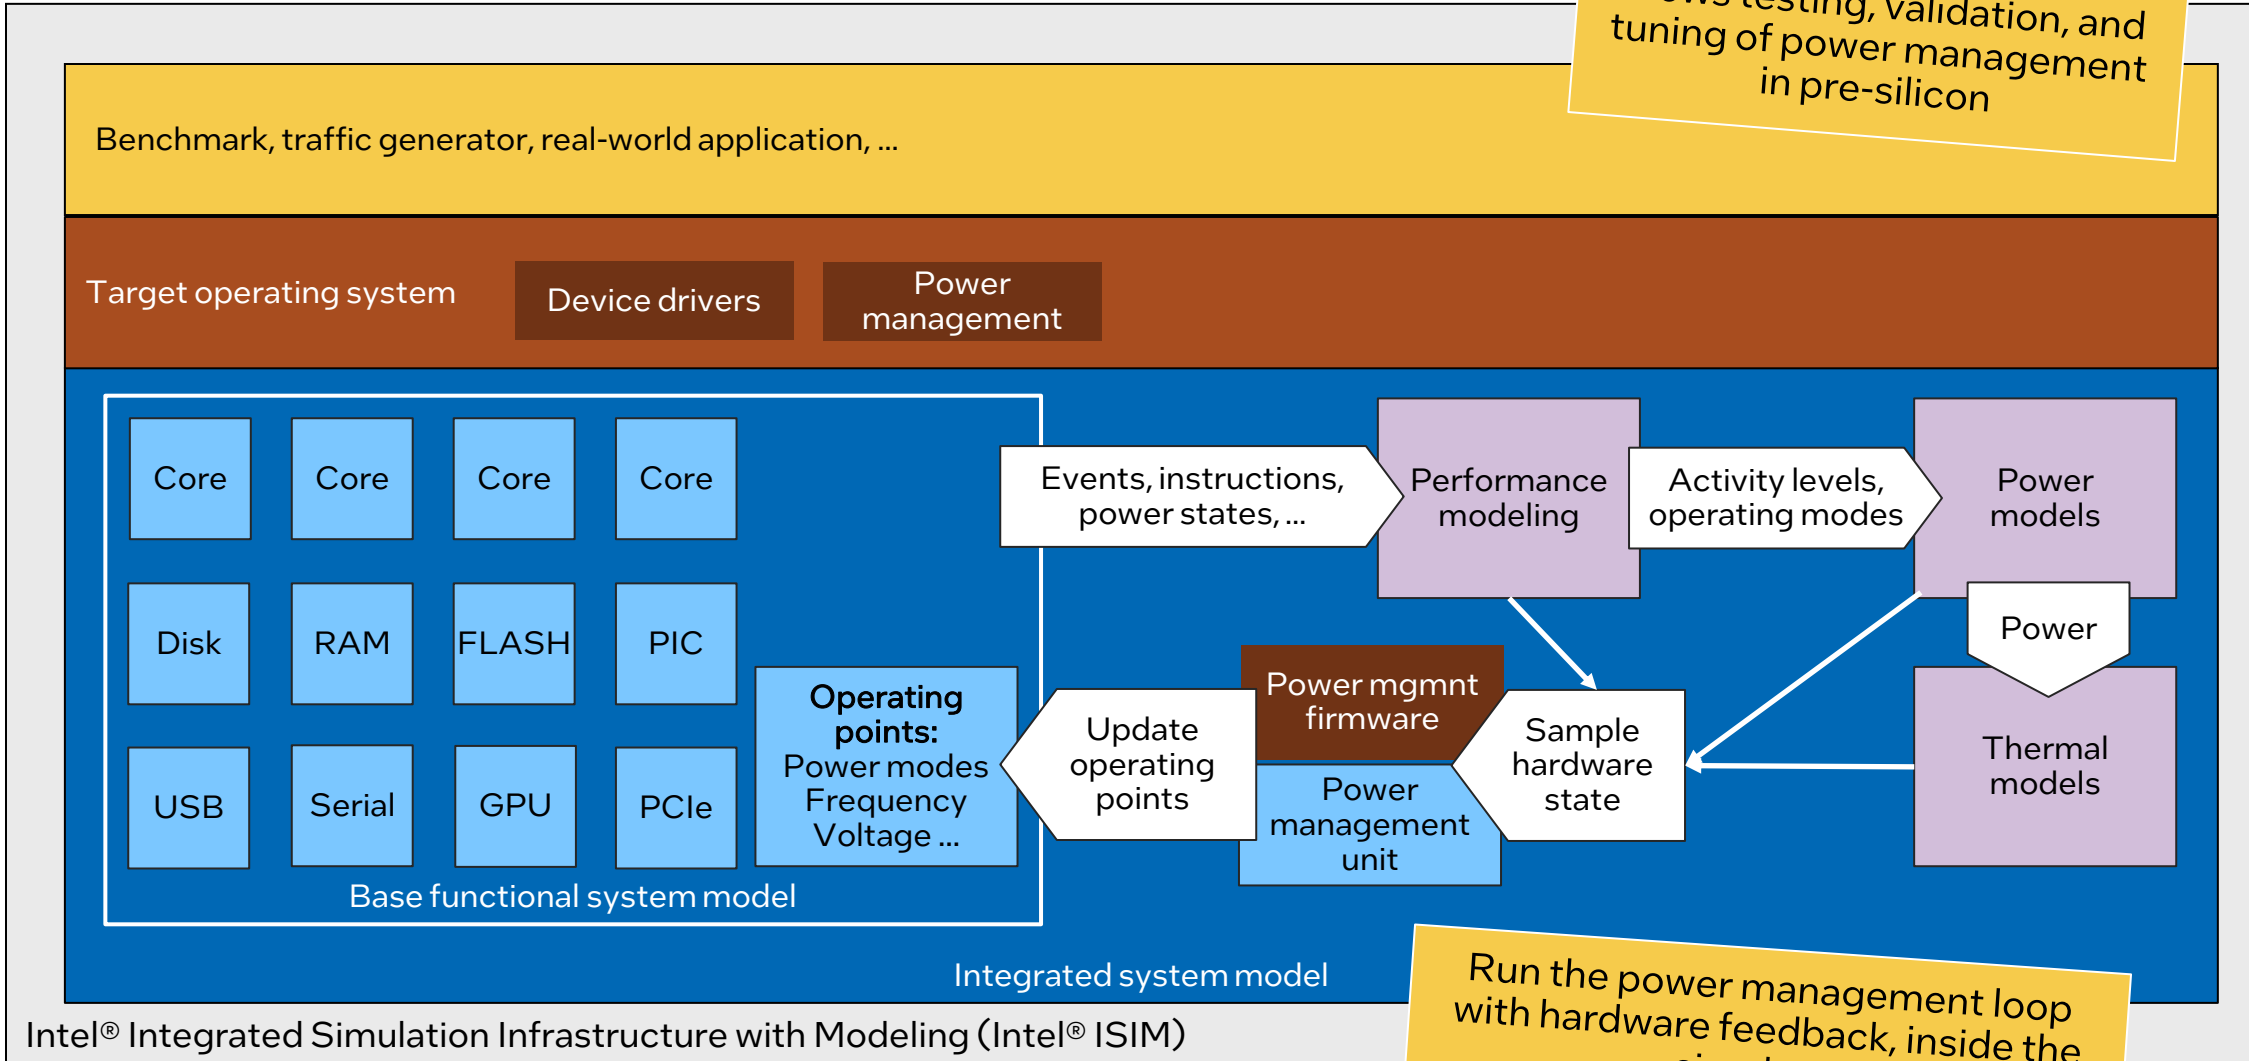 testing, validation, and
tuning of power management
in pre-silicon
Benchmark, traffic generator, real-world application, ...
Target operating system
Device drivers
Power
management
Core
Core
Core
Core
Events, instructions,
power states, ...
Performance
modeling
Activity levels,
operating modes
Power
models
Disk
RAM
FLASH
PIC
Power
Operating
points:
Power modes
Frequency
Voltage ...
Update
operating
points
Power mgmnt
firmware
Power
management
unit
Sample
hardware
state
Thermal
models
USB
Serial
GPU
PCIe
Base functional system model
Integrated system model
Run the power management loop
with hardware feedback, inside the
Intel® Integrated Simulation Infrastructure with Modeling (Intel® ISIM)